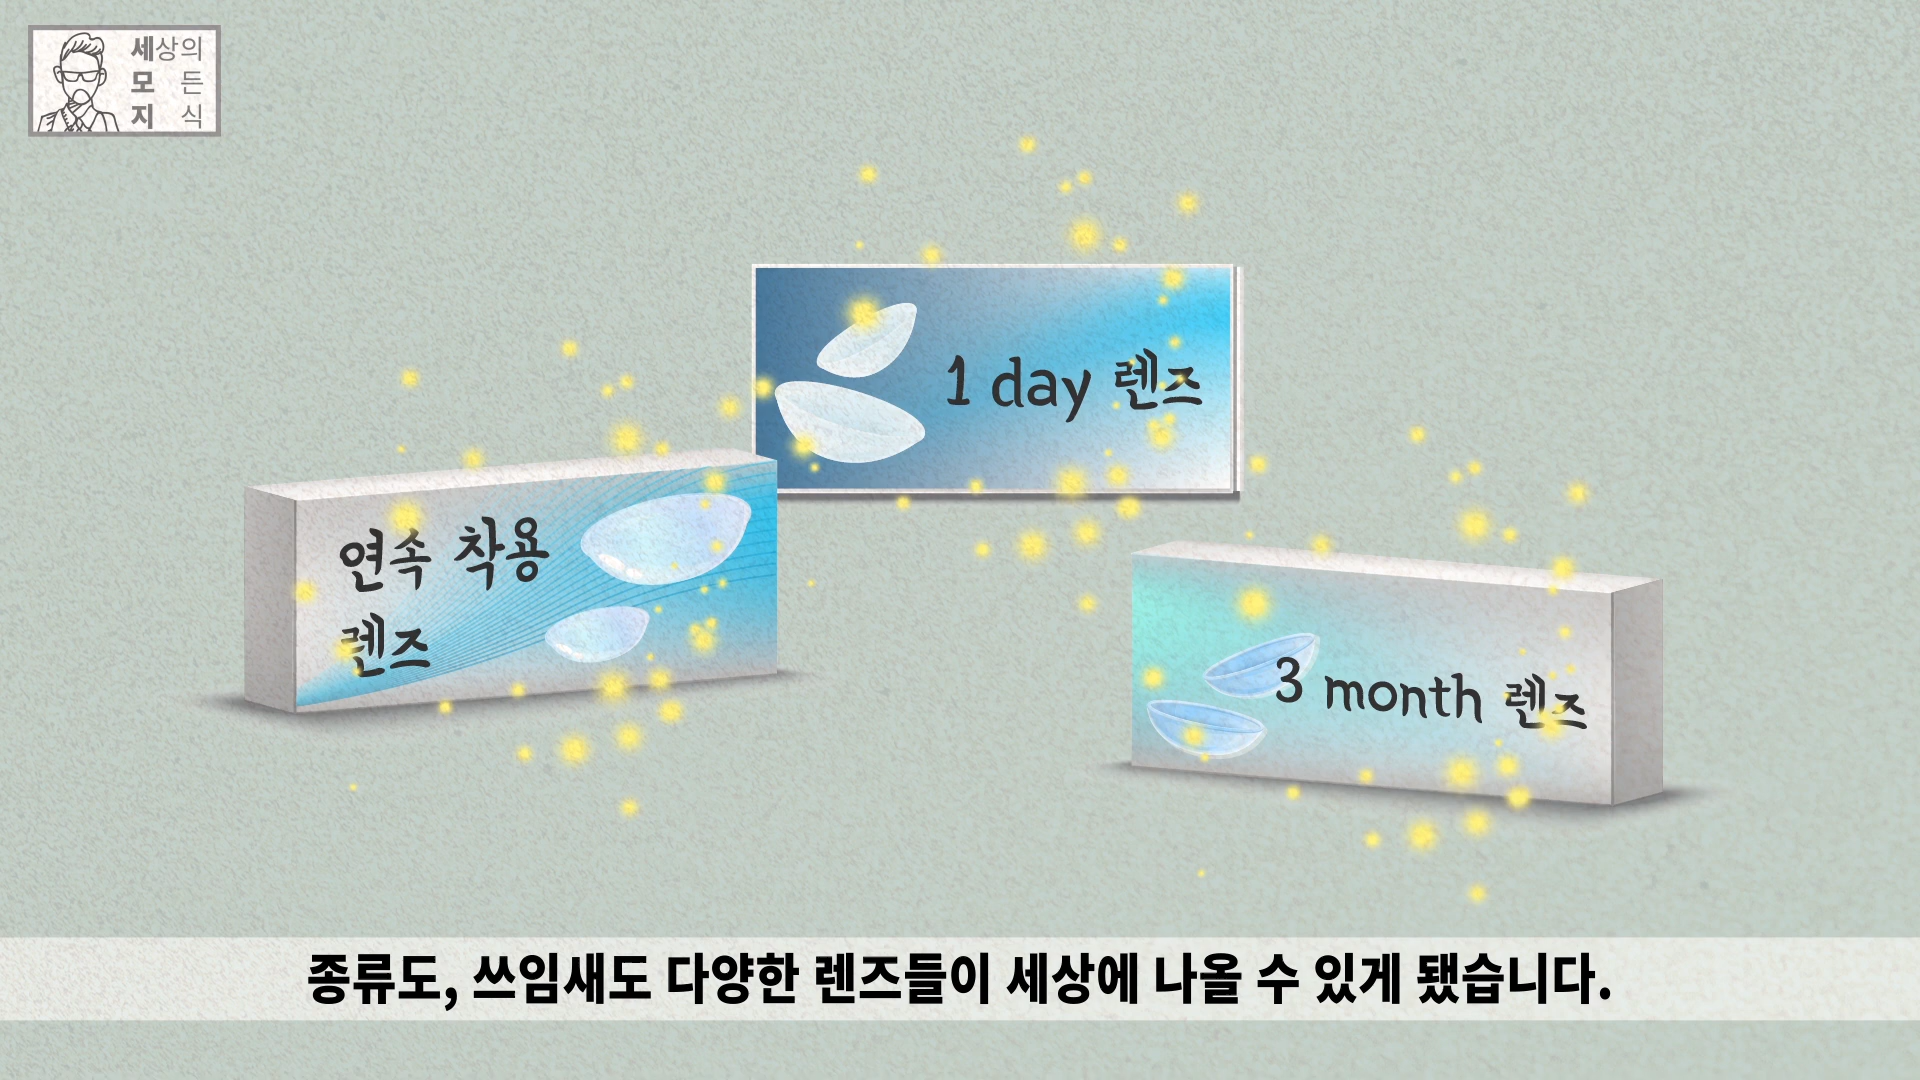 세상의
모든
지식
1 day 렌즈
연속 착용
렌즈
3 month 렌즈
종류도, 쓰임새도 다양한 렌즈들이 세상에 나올 수 있게 됐습니다.